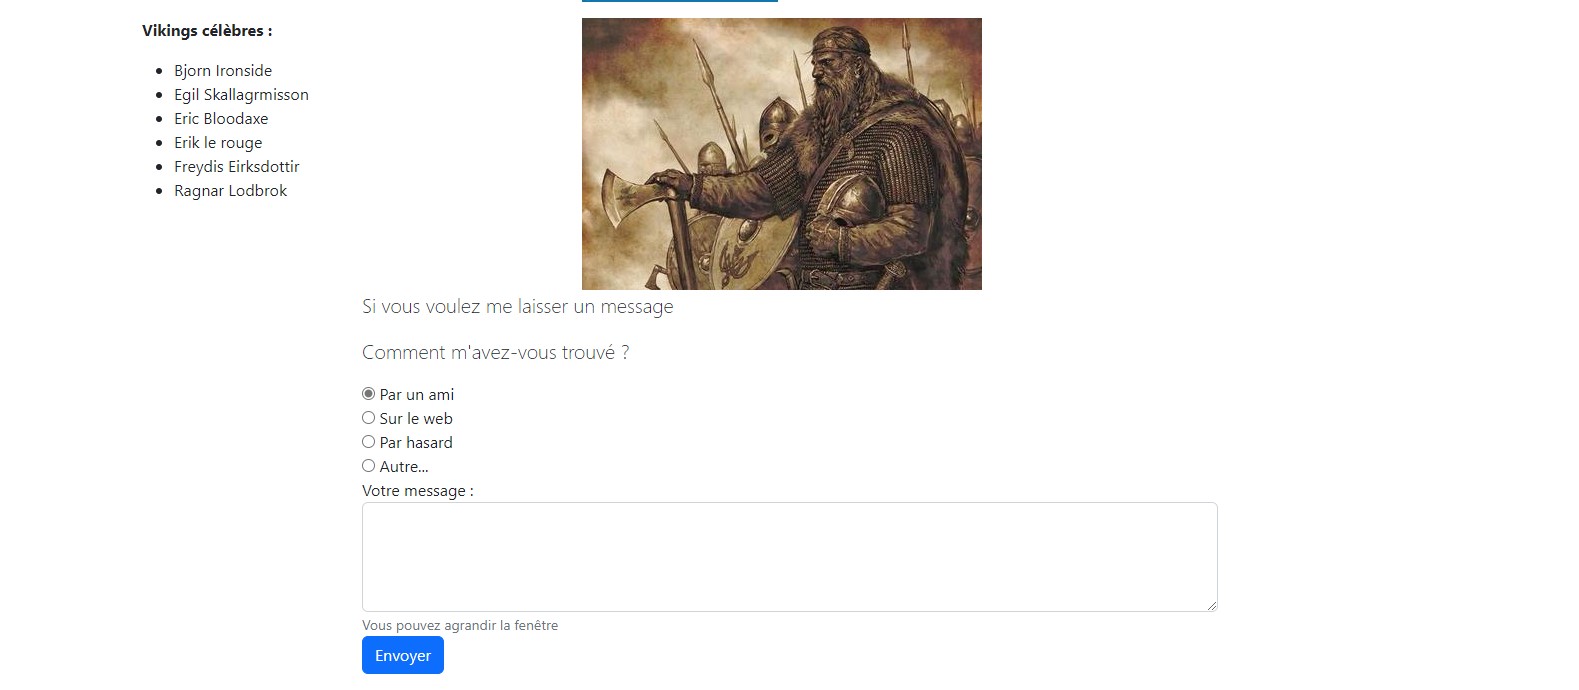 Vikings célèbres :
Bjorn Ironside
Egil Skallagrmisson
Eric Bloodaxe
Erik le rouge
Freydis Eirksdottir
Ragnar Lodbrok
Si vous voulez me laisser un message
Comment m'avez-vous trouvé ?
Par un ami
Sur le web
Par hasard
Autre...
Votre message :
Vous pouvez agrandir la fenêtre
Envoyer